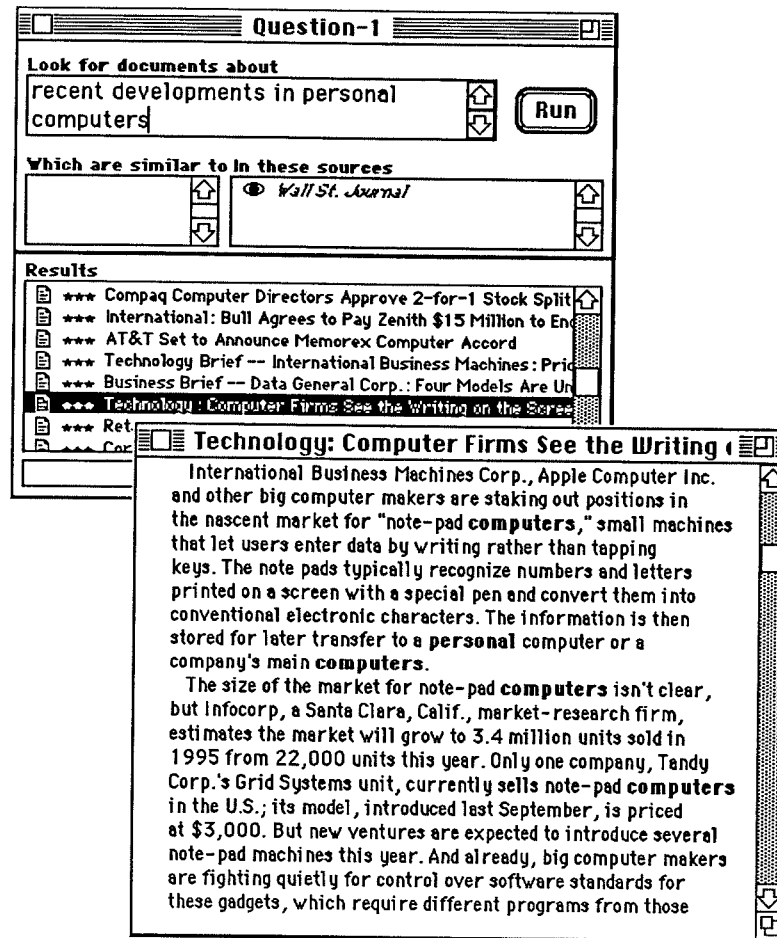 Question-1
Look for documents about
recent developments in personal
computers
Run
Which are similar to In these sources
Wall St. Journal
Results
*** Compaq Computer Directors Approve 2-for-1 Stock Split
*** International: Bull Agrees to Pay Zenith $15 Million to End
*** AT&T Set to Announce Memorex Computer Accord
*** Technology Brief -- International Business Machines: Pric
*** Business Brief -- Data General Corp.: Four Models Are Un
*** Technology: Computer Firms See the Writing on the Scree
*** Ret
*** Cor
Technology: Computer Firms See the Writing
International Business Machines Corp., Apple Computer Inc.
and other big computer makers are staking out positions in
the nascent market for "note-pad computers," small machines
that let users enter data by writing rather than tapping
keys. The note pads typically recognize numbers and letters
printed on a screen with a special pen and convert them into
conventional electronic characters. The information is then
stored for later transfer to a personal computer or a
company's main computers.
The size of the market for note-pad computers isn't clear,
but Infocorp, a Santa Clara, Calif., market-research firm,
estimates the market will grow to 3.4 million units sold in
1995 from 22,000 units this year. Only one company, Tandy
Corp.'s Grid Systems unit, currently sells note-pad computers
in the U.S.; its model, introduced last September, is priced
at $3,000. But new ventures are expected to introduce several
note-pad machines this year. And already, big computer makers
are fighting quietly for control over software standards for
these gadgets, which require different programs from those